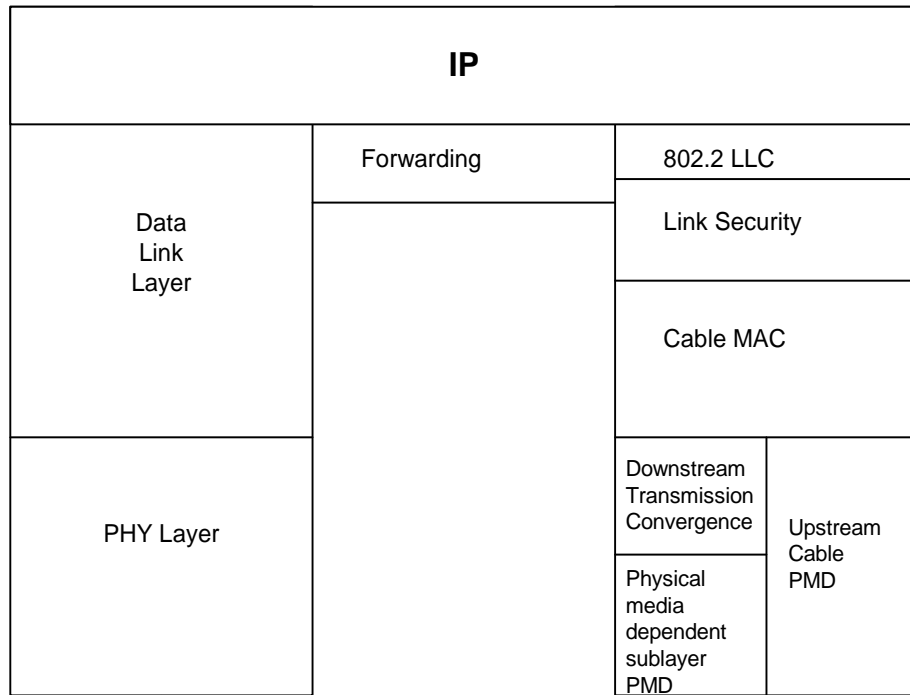 IP
Forwarding
802.2 LLC
Data
Link
Layer
Link Security
Cable MAC
PHY Layer
Downstream
Transmission
Convergence
Upstream
Cable
PMD
Physical
media
dependent
sublayer
PMD